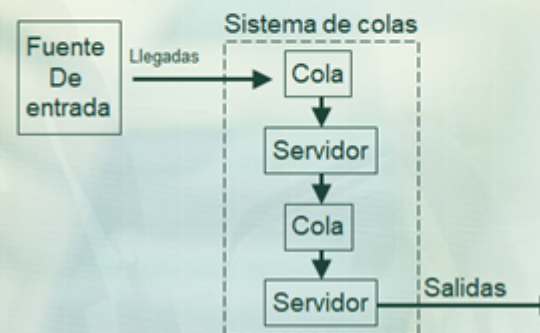 Sistema de colas
Fuente
De
entrada
Llegadas
Cola
Servidor
Cola
Servidor
Salidas